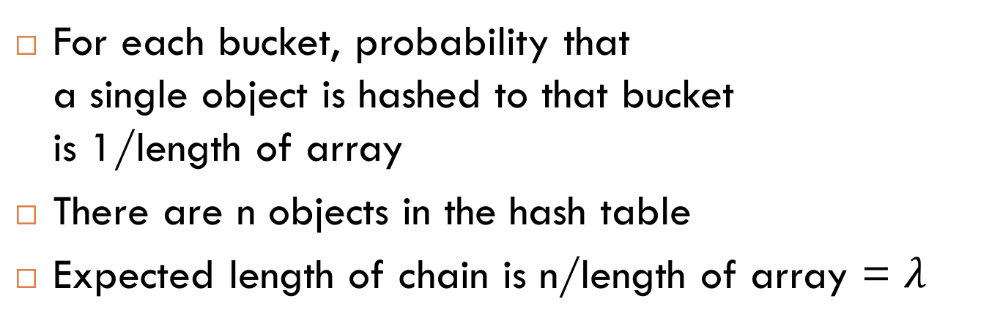 For each bucket, probability that
a single object is hashed to that bucket
is 1/length of array
There are n objects in the hash table
Expected length of chain is n/length of array = λ